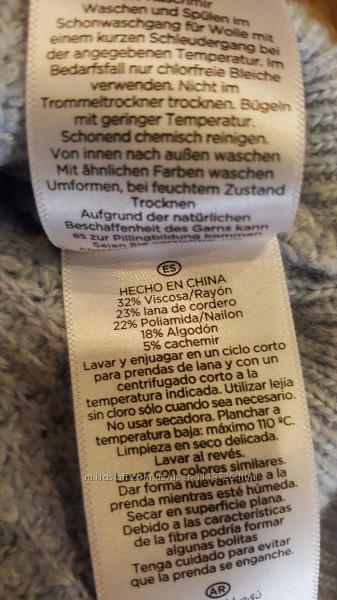 Waschen und Spülen im
Schonwaschgang für Wolle mit
einem kurzen Schleudergang bei
der angegebenen Temperatur. Im
Bedarfsfall nur chlorfreie Bleiche
verwenden. Nicht im
Trommeltrockner trocknen. Bügeln
mit geringer Temperatur.
Schonend chemisch reinigen.
Von innen nach außen waschen
Mit ähnlichen Farben waschen
Umformen, bei feuchtem Zustand
Trocknen
Aufgrund der natürlichen
Beschaffenheit des Garns kann
es zur Pillingbildung kommen
Seien Sie
ES
HECHO EN CHINA
32% Viscosa/Rayón
23% lana de cordero
22% Poliamida/Nailon
18% Algodón
5% cachemir
Lavar y enjuagar en un ciclo corto
para prendas de lana y con un
centrifugado corto a la
temperatura indicada. Utilizar lejía
sin cloro sólo cuando sea necesario.
No usar secadora. Planchar a
temperatura baja: máximo 110 ºC.
Limpieza en seco delicada.
Lavar al revés.
Lavar con colores similares.
Dar forma nuevamente a la
prenda mientras esté húmeda.
Secar en superficie plana.
Debido a las características
de la fibra podría formar
algunas bolitas
Tenga cuidado para evitar
que la prenda se enganche.
AR